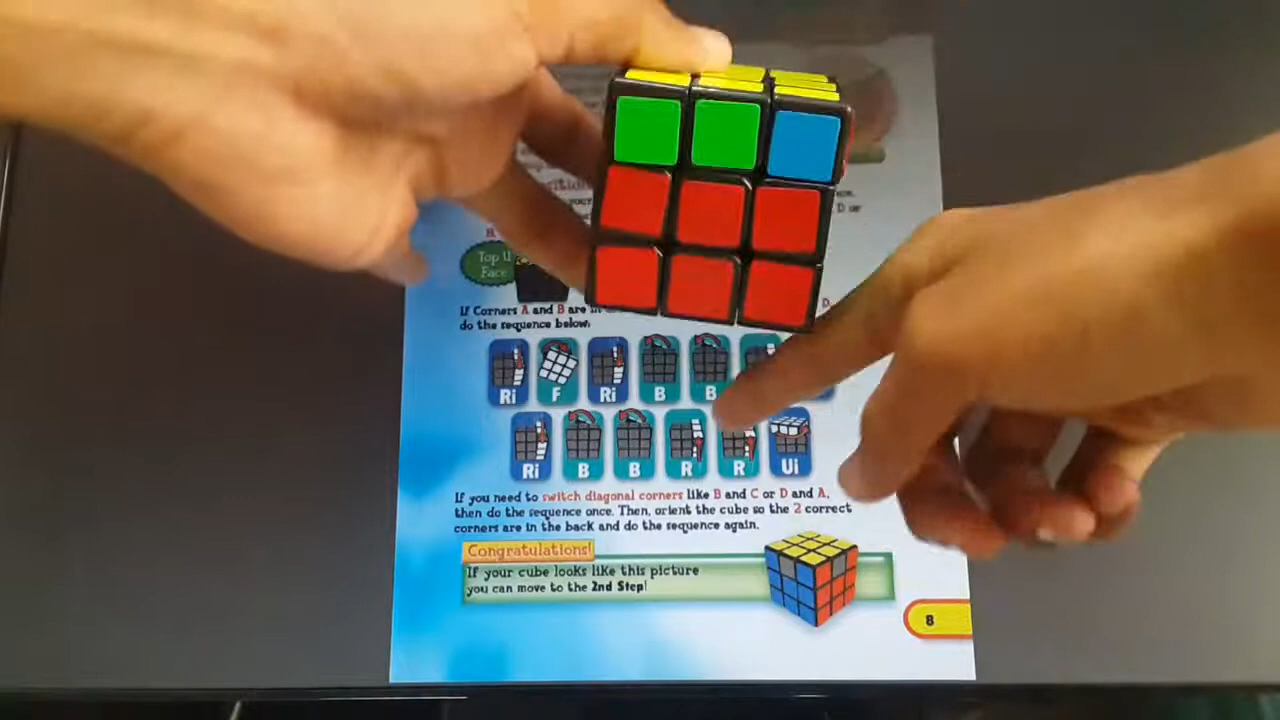 Top U
Face
D or
D
If Corners A and B are in
do the sequence below.
Ri F Ri B B
Ri B B R R Ui
If you need to switch diagonal corners like B and C or D and A,
then do the sequence once. Then, orient the cube so the 2 correct
corners are in the back and do the sequence again.
Congratulations!
If your cube looks like this picture
you can move to the 2nd Step!
8